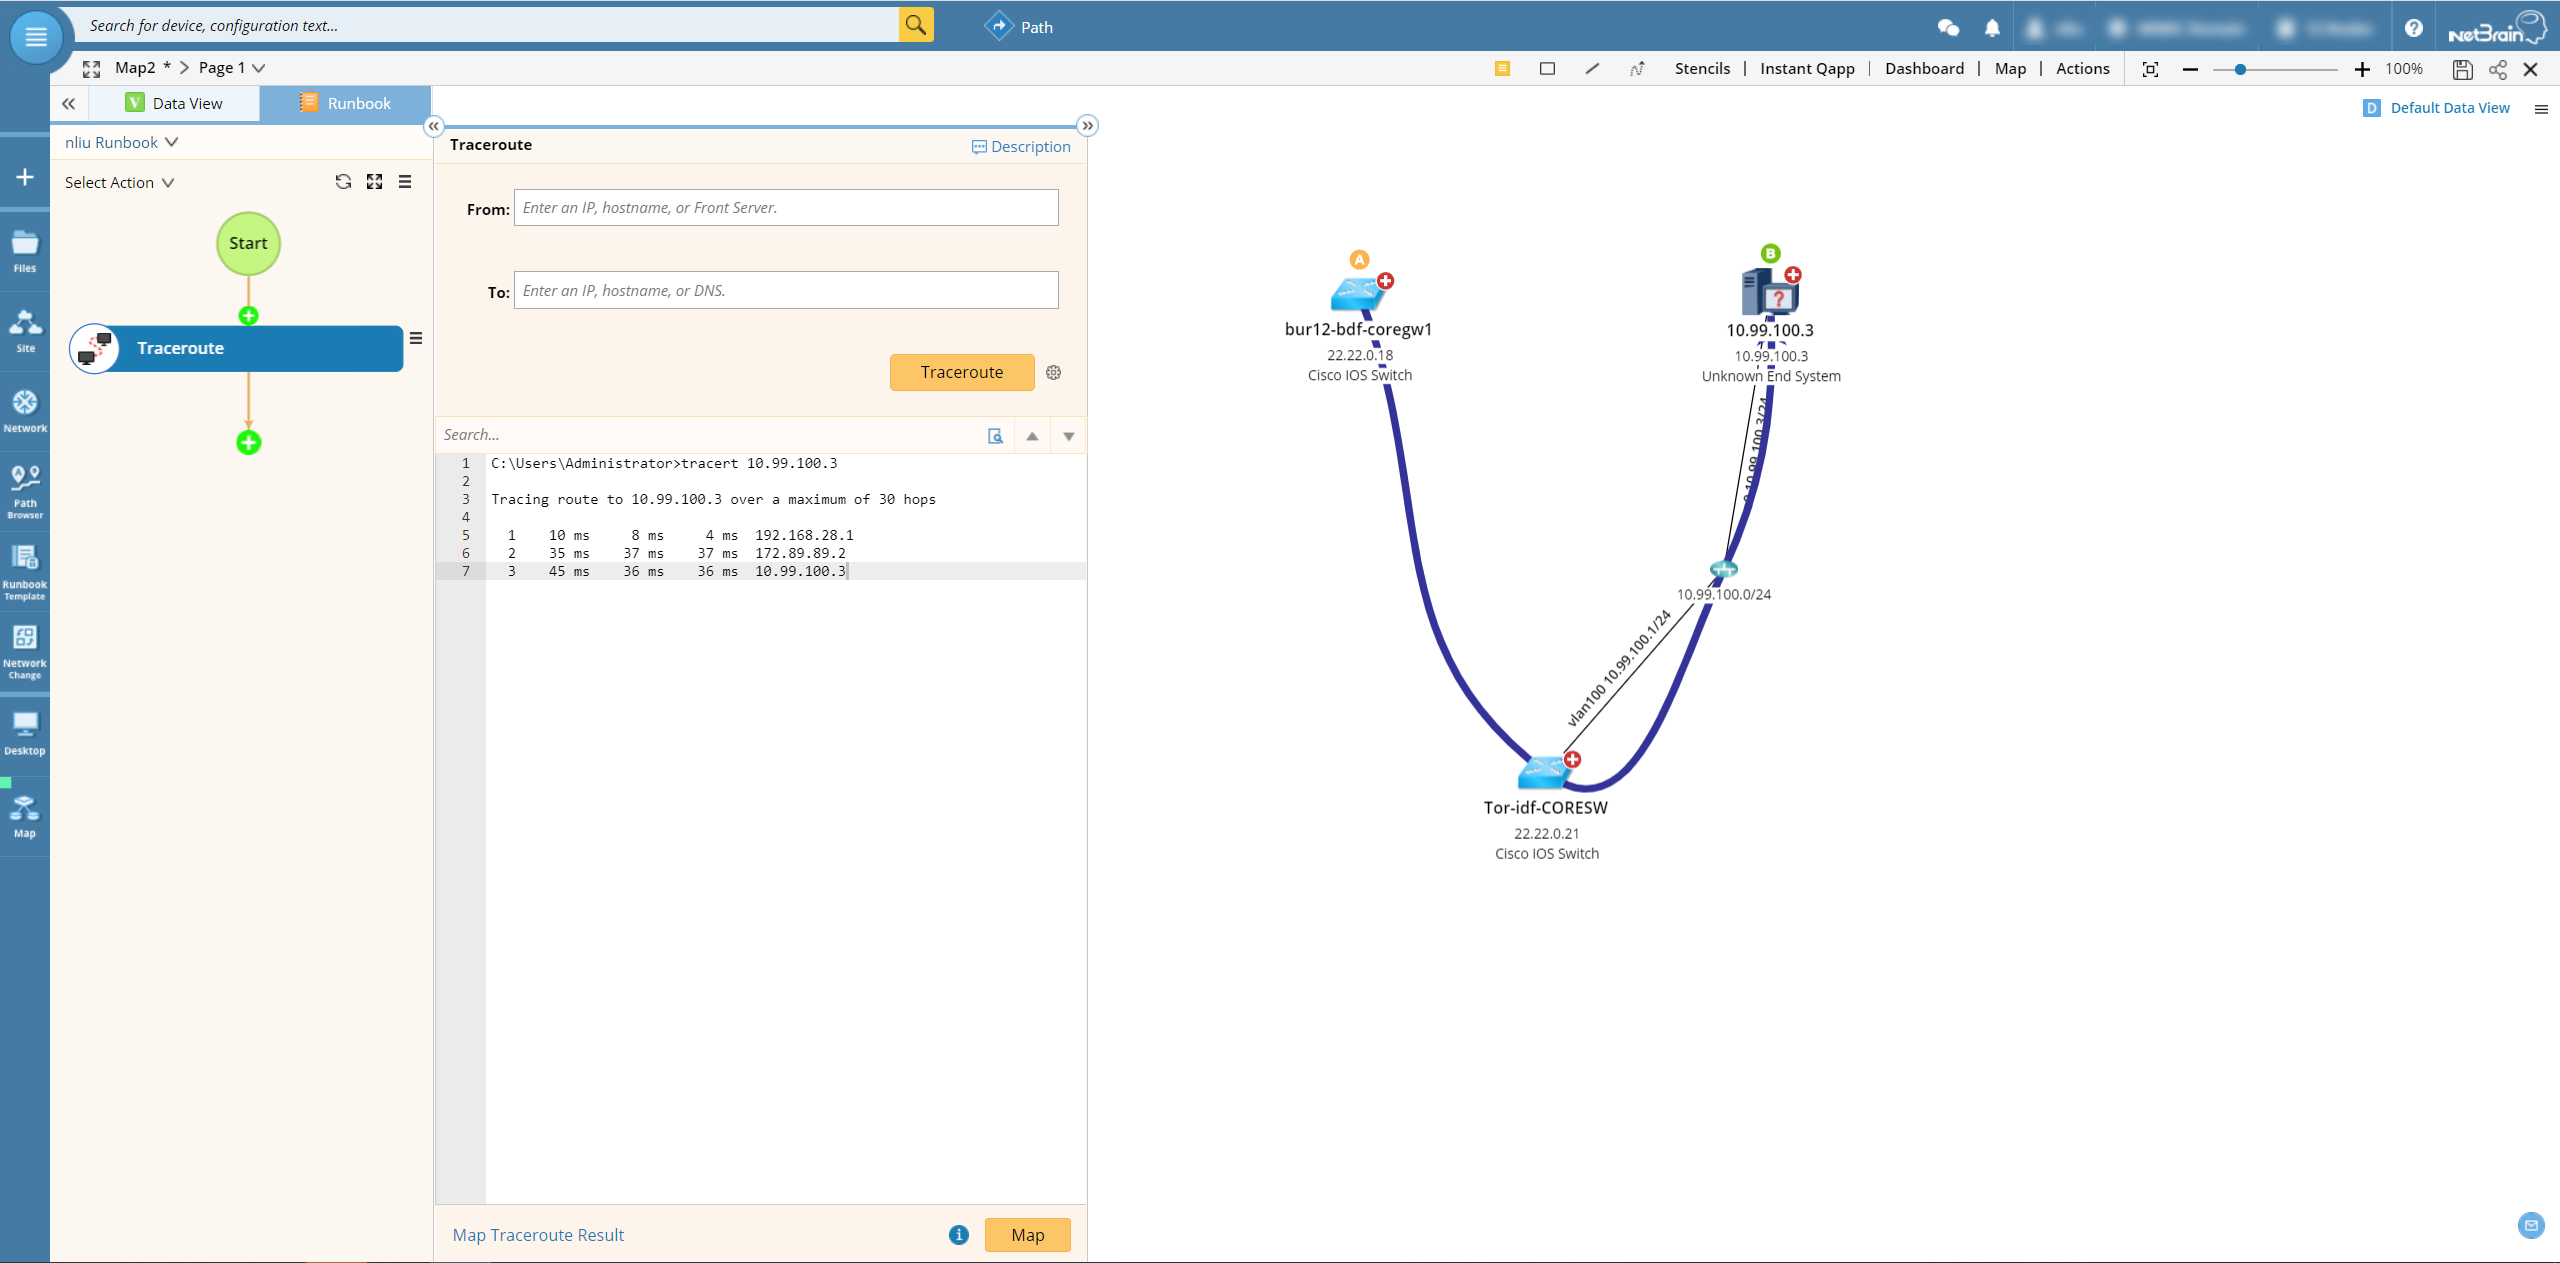 Search for device, configuration text...
Path
NetBrain
Map2 * > Page 1
Stencils | Instant Qapp | Dashboard | Map | Actions
100%
V Data View
Runbook
D Default Data View
nliu Runbook
Select Action
Start
Traceroute
Files
Site
Network
Path
Browser
Runbook
Template
Network
Change
Desktop
Map
Traceroute
Description
From: Enter an IP, hostname, or Front Server.
To: Enter an IP, hostname, or DNS.
Traceroute
Search...
1 C:\Users\Administrator>tracert 10.99.100.3
2
3 Tracing route to 10.99.100.3 over a maximum of 30 hops
4
5 1 10 ms 8 ms 4 ms 192.168.28.1
6 2 35 ms 37 ms 37 ms 172.89.89.2
7 3 45 ms 36 ms 36 ms 10.99.100.3
Map Traceroute Result
Map
A
bur12-bdf-coregw1
22.22.0.18
Cisco IOS Switch
B
10.99.100.3
10.99.100.3
Unknown End System
10.99.100.3/24
10.99.100.0/24
vlan100 10.99.100.1/24
Tor-idf-CORESW
22.22.0.21
Cisco IOS Switch